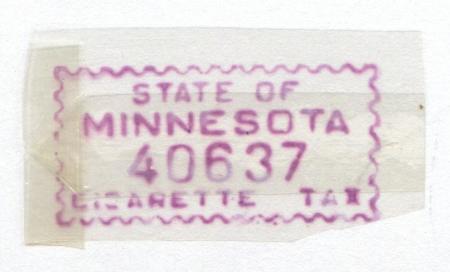 STATE OF
MINNESOTA
40637
CIGARETTE TAX